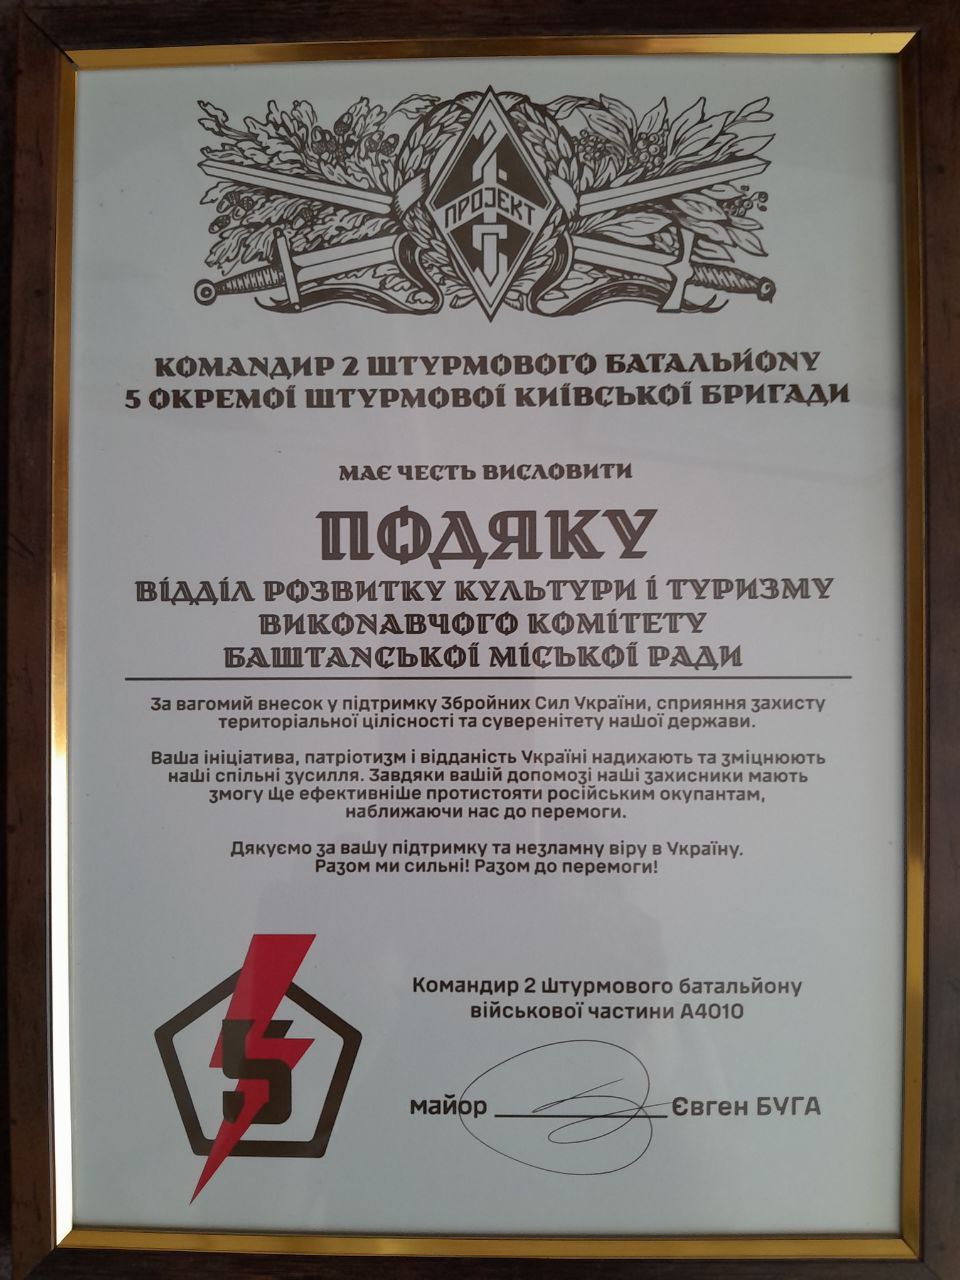 ПРОЈЕКТ
КОМАНДИР 2 ШТУРМОВОГО БАТАЛЬЙОНУ
5 ОКРЕМОЇ ШТУРМОВОЇ КИЇВСЬКОЇ БРИГАДИ
МАЄ ЧЕСТЬ ВИСЛОВИТИ
ПОДЯКУ
ВІДДІЛ РОЗВИТКУ КУЛЬТУРИ І ТУРИЗМУ
ВИКОНАВЧОГО КОМІТЕТУ
БАШТАНСЬКОЇ МІСЬКОЇ РАДИ
За вагомий внесок у підтримку Збройних Сил України, сприяння захисту
територіальної цілісності та суверенітету нашої держави.
Ваша ініціатива, патріотизм і відданість Україні надихають та зміцнюють
наші спільні зусилля. Завдяки вашій допомозі наші захисники мають
змогу ще ефективніше протистояти російським окупантам,
наближаючи нас до перемоги.
Дякуємо за вашу підтримку та незламну віру в Україну.
Разом ми сильні! Разом до перемоги!
5
Командир 2 штурмового батальйону
військової частини А4010
майор Євген БУГА